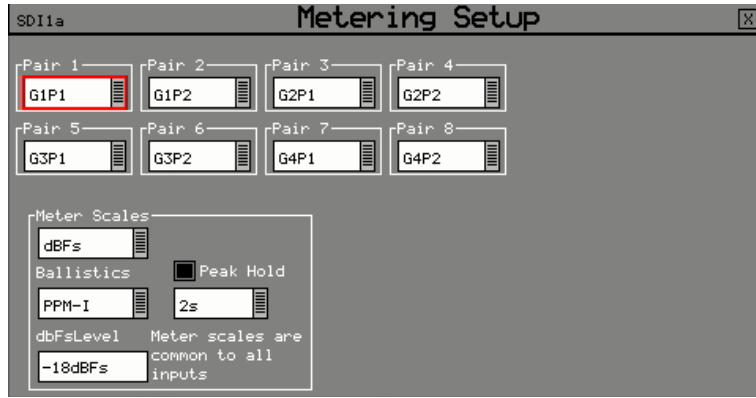 SDI1a
Metering Setup
X
Pair 1
Pair 2
Pair 3
Pair 4
G1P1
G1P2
G2P1
G2P2
Pair 5
Pair 6
Pair 7
Pair 8
G3P1
G3P2
G4P1
G4P2
Meter Scales
dBFs
Ballistics
Peak Hold
PPM-I
2s
dbFsLevel
-18dBFs
Meter scales are
common to all
inputs